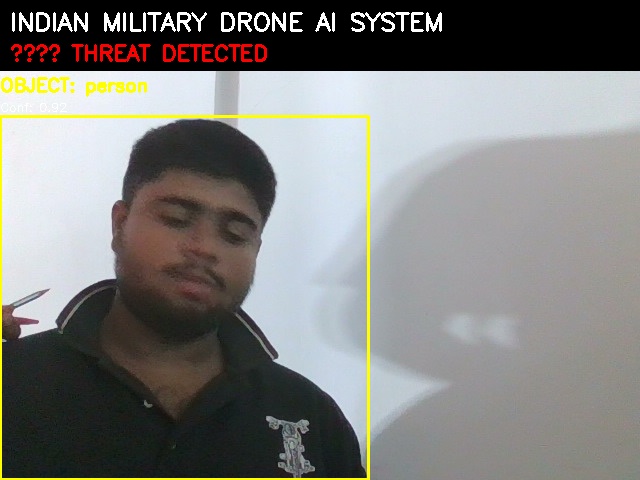 INDIAN MILITARY DRONE AI SYSTEM
???? THREAT DETECTED
OBJECT: person
Conf: 0.92